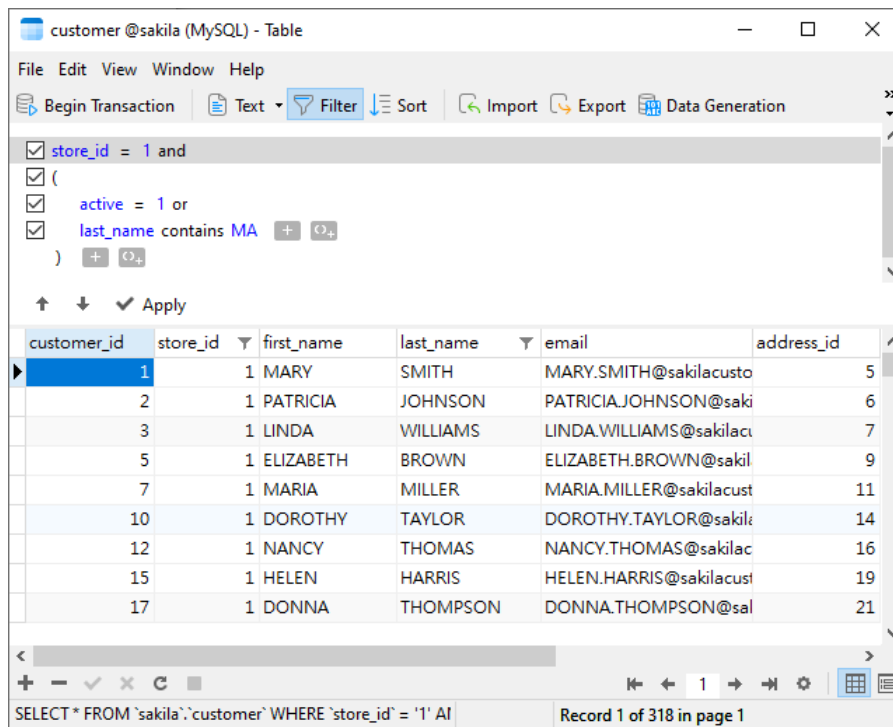 customer @sakila (MySQL) - Table
File Edit View Window Help
Begin Transaction Text Filter Sort Import Export Data Generation
store_id = 1 and
(
active = 1 or
last_name contains MA
)
Apply
customer_id store_id first_name last_name email address_id
1 1 MARY SMITH MARY.SMITH@sakilacusto 5
2 1 PATRICIA JOHNSON PATRICIA.JOHNSON@saki 6
3 1 LINDA WILLIAMS LINDA.WILLIAMS@sakilacu 7
5 1 ELIZABETH BROWN ELIZABETH.BROWN@sakil 9
7 1 MARIA MILLER MARIA.MILLER@sakilacust 11
10 1 DOROTHY TAYLOR DOROTHY.TAYLOR@sakila 14
12 1 NANCY THOMAS NANCY.THOMAS@sakilac 16
15 1 HELEN HARRIS HELEN.HARRIS@sakilacust 19
17 1 DONNA THOMPSON DONNA.THOMPSON@sal 21
1
SELECT * FROM `sakila`.`customer` WHERE `store_id` = '1' AI Record 1 of 318 in page 1